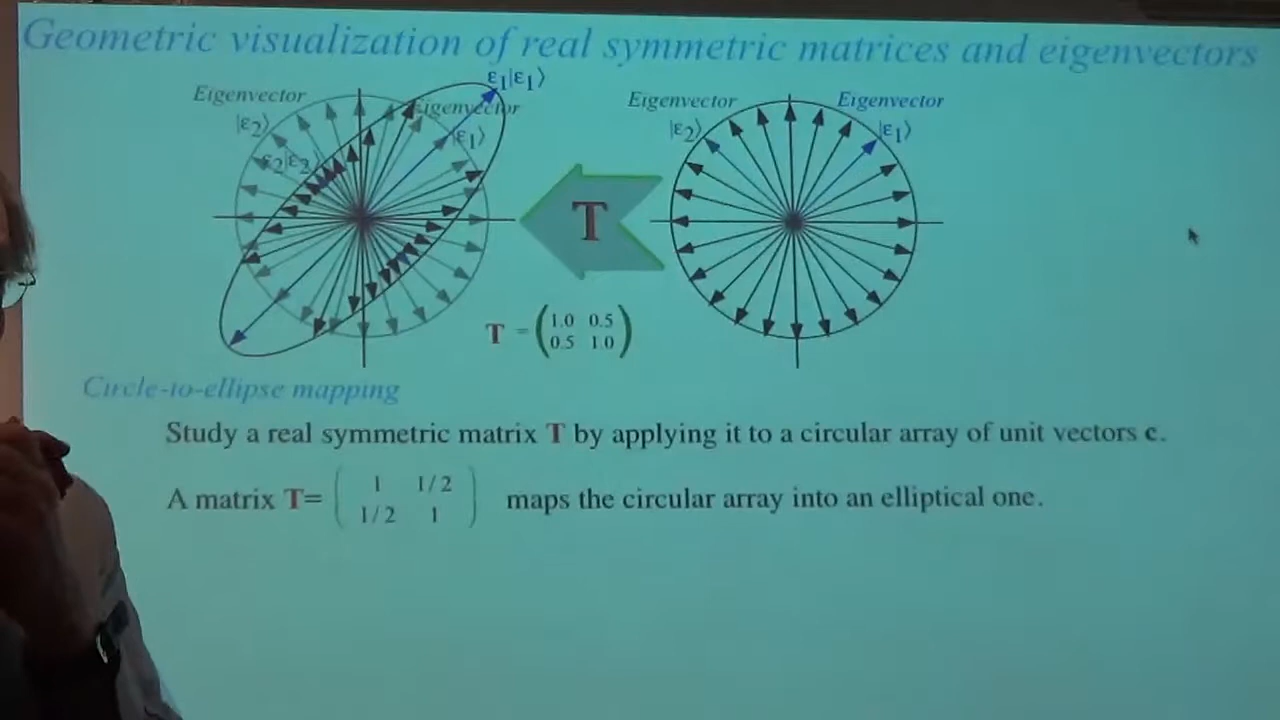 Geometric visualization of real symmetric matrices and eigenvectors
ε₁|ε₁⟩
Eigenvector
Eigenvector
|ε₂⟩
|ε₁⟩
ε₂|ε₂⟩
Eigenvector
Eigenvector
|ε₂⟩
|ε₁⟩
T
T = (1.0 0.5
0.5 1.0)
Circle-to-ellipse mapping
Study a real symmetric matrix T by applying it to a circular array of unit vectors c.
A matrix T= ( 1 1/2
1/2 1 ) maps the circular array into an elliptical one.